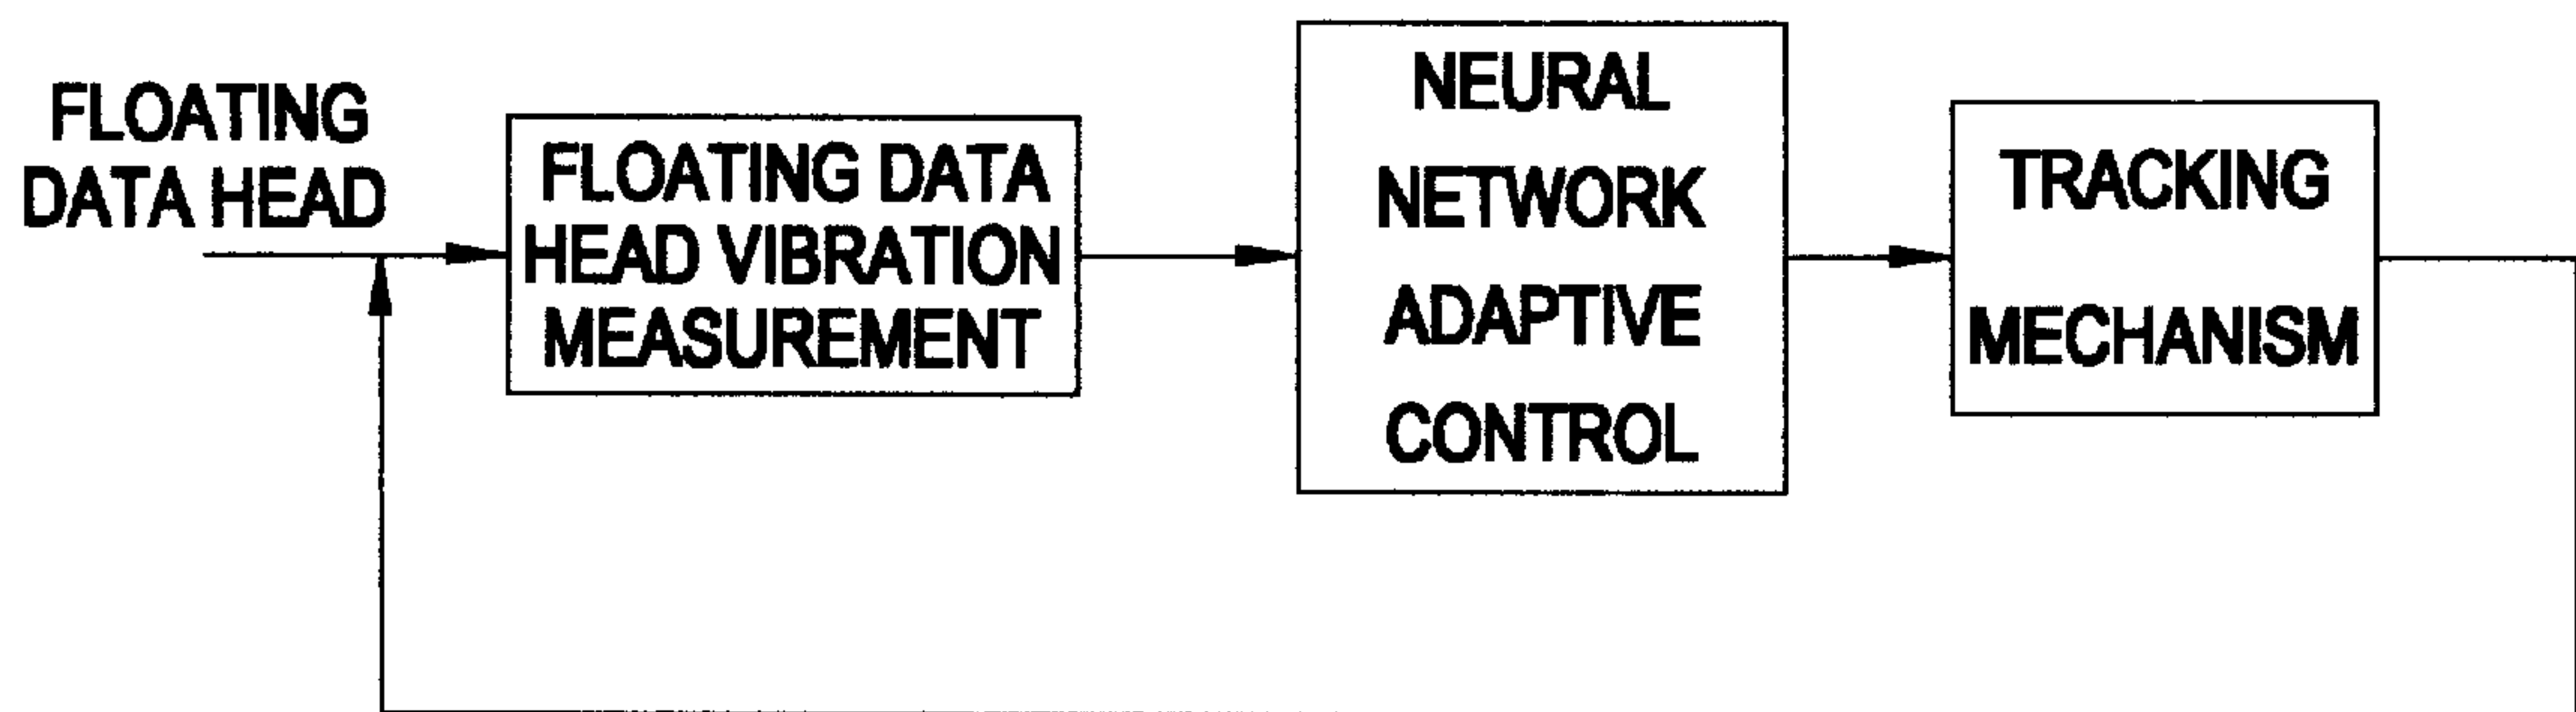 FLOATING
DATA HEAD
FLOATING DATA
HEAD VIBRATION
MEASUREMENT
NEURAL
NETWORK
ADAPTIVE
CONTROL
TRACKING
MECHANISM